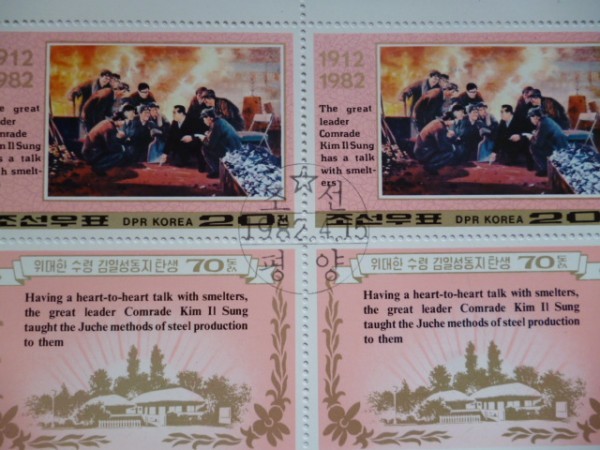 1912
1982
The great
leader
Comrade
Kim Il Sung
has a talk
with smelt-
ers
조선우표 DPR KOREA 20전
1912
1982
The great
leader
Comrade
Kim Il Sung
has a talk
with smelt-
ers
조선우표 DPR KOREA 20
조선
1982.4.15
평양
위대한 수령 김일성동지 탄생 70돐
Having a heart-to-heart talk with smelters,
the great leader Comrade Kim Il Sung
taught the Juche methods of steel production
to them
위대한 수령 김일성동지 탄생 70돐
Having a heart-to-heart talk with smelters,
the great leader Comrade Kim Il Sung
taught the Juche methods of steel production
to them